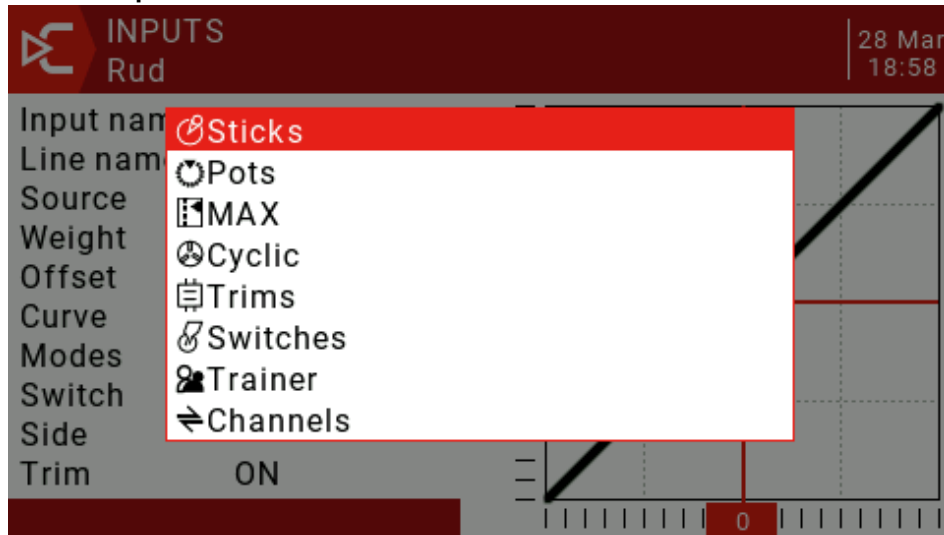 INPUTS
Rud
28 Mar
18:58
Input nam
Line nam
Source
Weight
Offset
Curve
Modes
Switch
Side
Trim ON
Sticks
Pots
MAX
Cyclic
Trims
Switches
Trainer
Channels
0